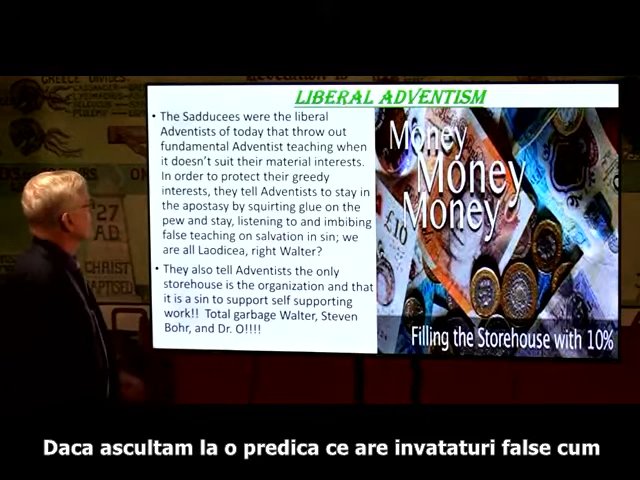 GREECE DIVIDES
LIBERAL ADVENTISM
• The Sadducees were the liberal
Adventists of today that throw out
fundamental Adventist teaching when
it doesn't suit their material interests.
In order to protect their greedy
interests, they tell Adventists to stay in
the apostasy by squirting glue on the
pew and stay, listening to and imbibing
false teaching on salvation in sin; we
are all Laodicea, right Walter?
• They also tell Adventists the only
storehouse is the organization and that
it is a sin to support self supporting
work!! Total garbage Walter, Steven
Bohr, and Dr. O!!!!
Money
Money
Money
£10
Filling the Storehouse with 10%
'27
A.D.
CHRIST
Daca ascultam la o predica ce are invataturi false cum